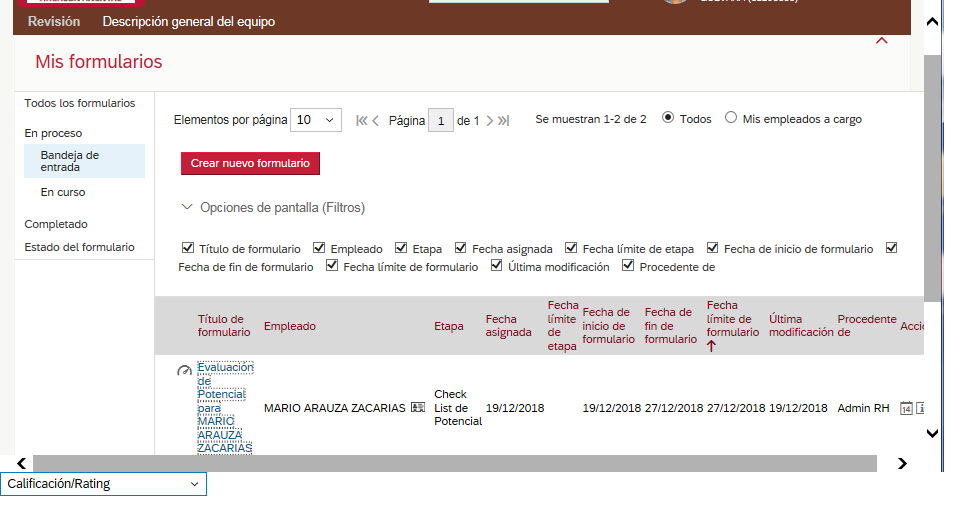 Revisión Descripción general del equipo
Mis formularios
Todos los formularios
En proceso
Bandeja de
entrada
En curso
Completado
Estado del formulario
Elementos por página 10 Página 1 de 1 Se muestran 1-2 de 2 Todos Mis empleados a cargo
Crear nuevo formulario
Opciones de pantalla (Filtros)
Título de formulario Empleado Etapa Fecha asignada Fecha límite de etapa Fecha de inicio de formulario
Fecha de fin de formulario Fecha límite de formulario Última modificación Procedente de
Título de
formulario
Empleado
Etapa
Fecha
asignada
Fecha
límite
de
etapa
Fecha de
inicio de
formulario
Fecha de
fin de
formulario
Fecha
límite de
formulario
Última
modificación
Procedente
de
Evaluación
de
Potencial
para
MARIO
ARAUZA
ZACARIAS
MARIO ARAUZA ZACARIAS
Check
List de
Potencial
19/12/2018 19/12/2018 27/12/2018 27/12/2018 19/12/2018 Admin RH 14
Calificación/Rating